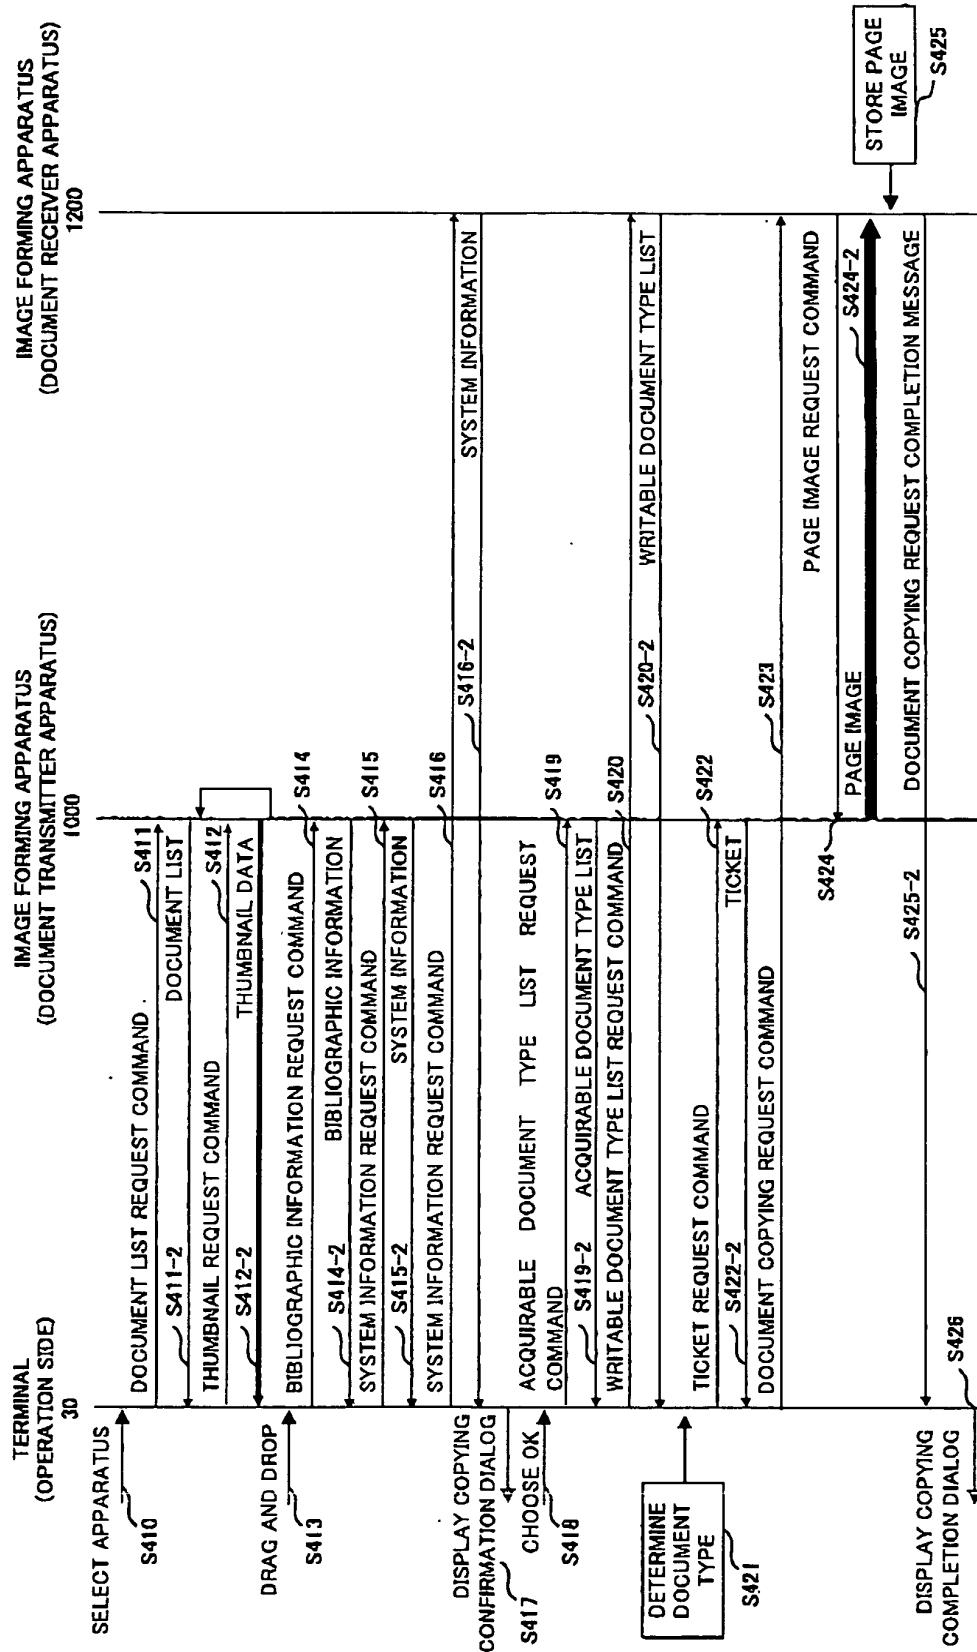 TERMINAL
(OPERATION SIDE)
30
IMAGE FORMING APPARATUS
(DOCUMENT TRANSMITTER APPARATUS)
1000
IMAGE FORMING APPARATUS
(DOCUMENT RECEIVER APPARATUS)
1200
SELECT APPARATUS
S410
DOCUMENT LIST REQUEST COMMAND
S411
S411-2
DOCUMENT LIST
THUMBNAIL REQUEST COMMAND
S412
S412-2
THUMBNAIL DATA
DRAG AND DROP
S413
BIBLIOGRAPHIC INFORMATION REQUEST COMMAND
S414
S414-2
BIBLIOGRAPHIC INFORMATION
SYSTEM INFORMATION REQUEST COMMAND
S415
S415-2
SYSTEM INFORMATION
SYSTEM INFORMATION REQUEST COMMAND
S416
S416-2
SYSTEM INFORMATION
DISPLAY COPYING
CONFIRMATION DIALOG
S417
CHOOSE OK
S418
ACQUIRABLE DOCUMENT TYPE LIST REQUEST
COMMAND
S419
S419-2
ACQUIRABLE DOCUMENT TYPE LIST
WRITABLE DOCUMENT TYPE LIST REQUEST COMMAND
S420
S420-2
WRITABLE DOCUMENT TYPE LIST
DETERMINE
DOCUMENT
TYPE
S421
TICKET REQUEST COMMAND
S422
S422-2
TICKET
DOCUMENT COPYING REQUEST COMMAND
S423
PAGE IMAGE REQUEST COMMAND
S424
PAGE IMAGE
S424-2
STORE PAGE
IMAGE
S425
DOCUMENT COPYING REQUEST COMPLETION MESSAGE
S425-2
DISPLAY COPYING
COMPLETION DIALOG
S426